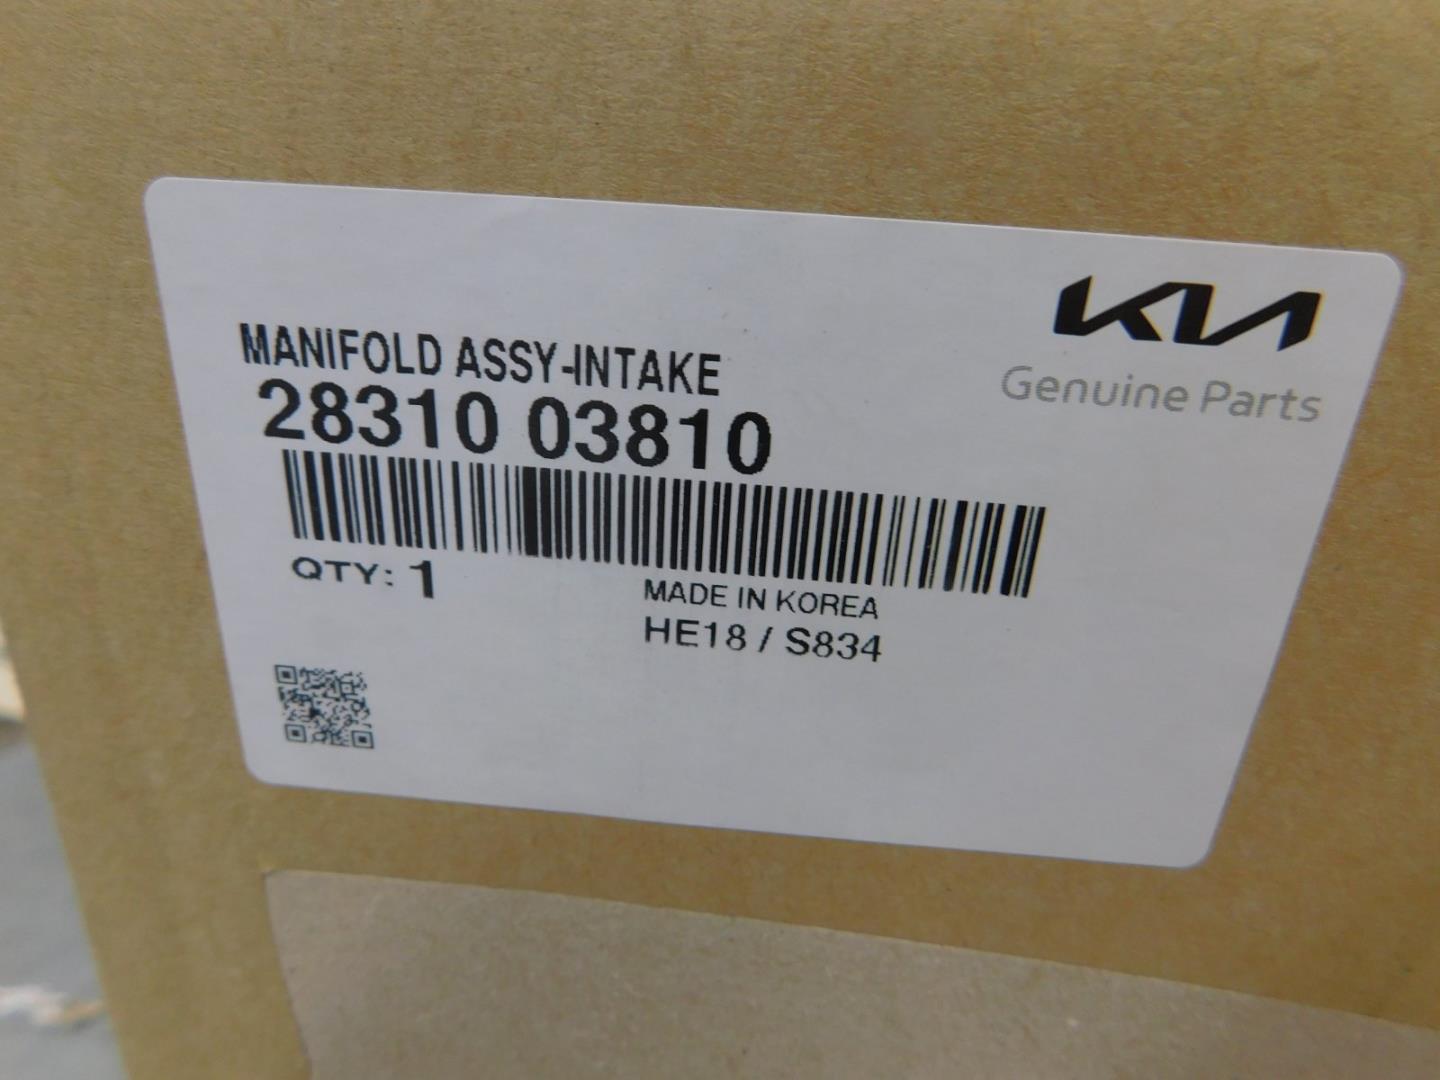 KIA
Genuine Parts
MANIFOLD ASSY-INTAKE
28310 03810
QTY: 1
MADE IN KOREA
HE18 / S834